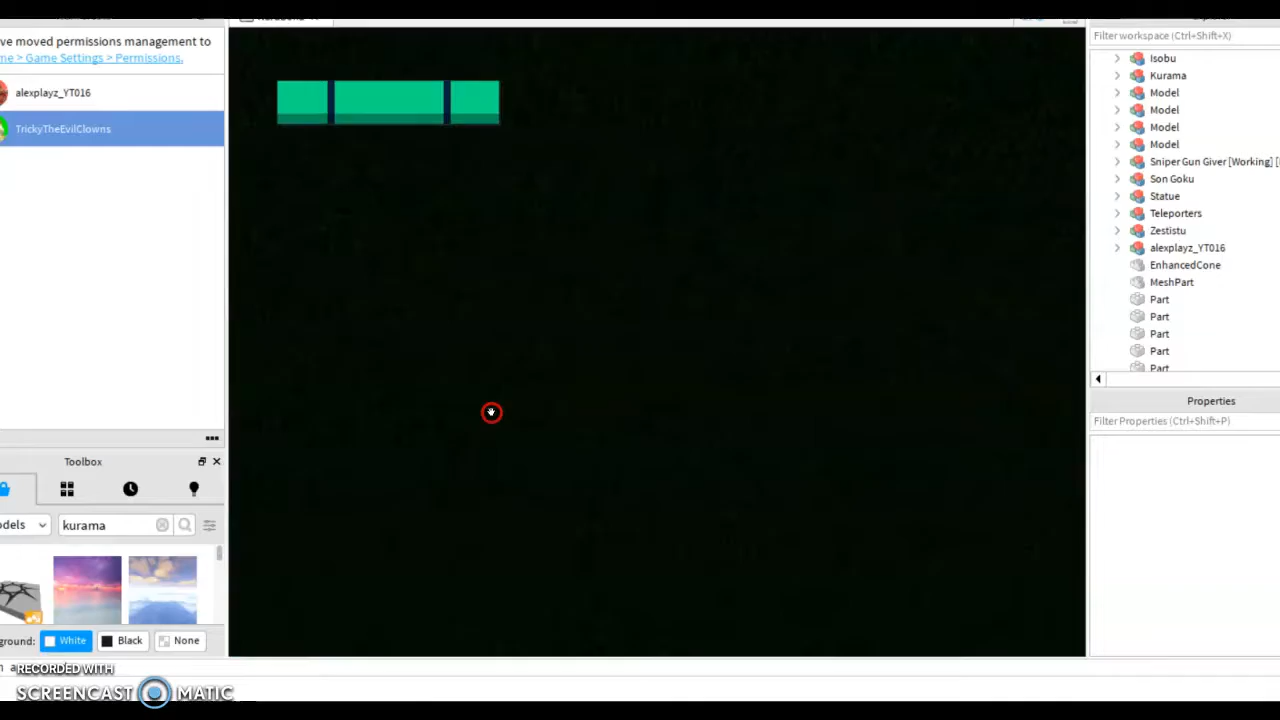 ve moved permissions management to
me > Game Settings > Permissions.
alexplayz_YT016
TrickyTheEvilClowns
Toolbox
odels
kurama
ground:
White
Black
None
RECORDED WITH
SCREENCAST MATIC
Filter workspace (Ctrl+Shift+X)
Isobu
Kurama
Model
Model
Model
Model
Sniper Gun Giver [Working] [
Son Goku
Statue
Teleporters
Zestistu
alexplayz_YT016
EnhancedCone
MeshPart
Part
Part
Part
Part
Part
Properties
Filter Properties (Ctrl+Shift+P)